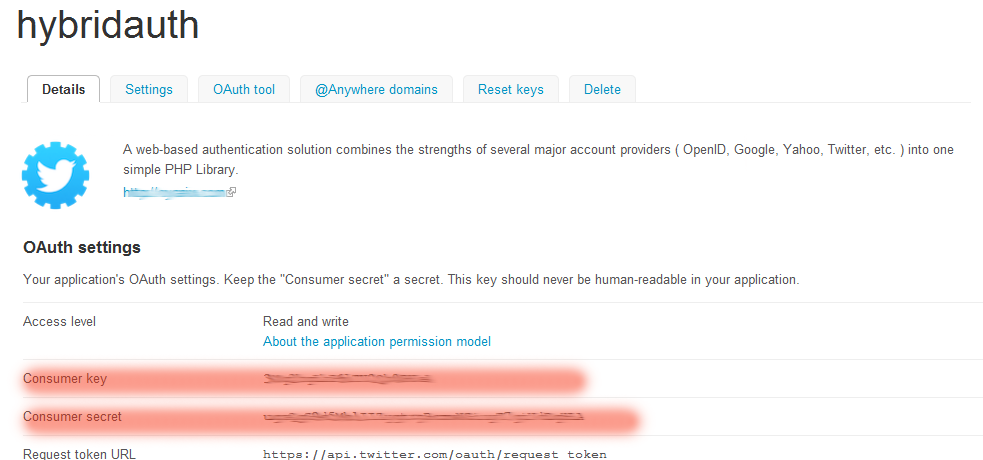 hybridauth
Details Settings OAuth tool @Anywhere domains Reset keys Delete
A web-based authentication solution combines the strengths of several major account providers ( OpenID, Google, Yahoo, Twitter, etc. ) into one
simple PHP Library.
OAuth settings
Your application's OAuth settings. Keep the "Consumer secret" a secret. This key should never be human-readable in your application.
Access level Read and write
About the application permission model
Consumer key
Consumer secret
Request token URL https://api.twitter.com/oauth/request_token